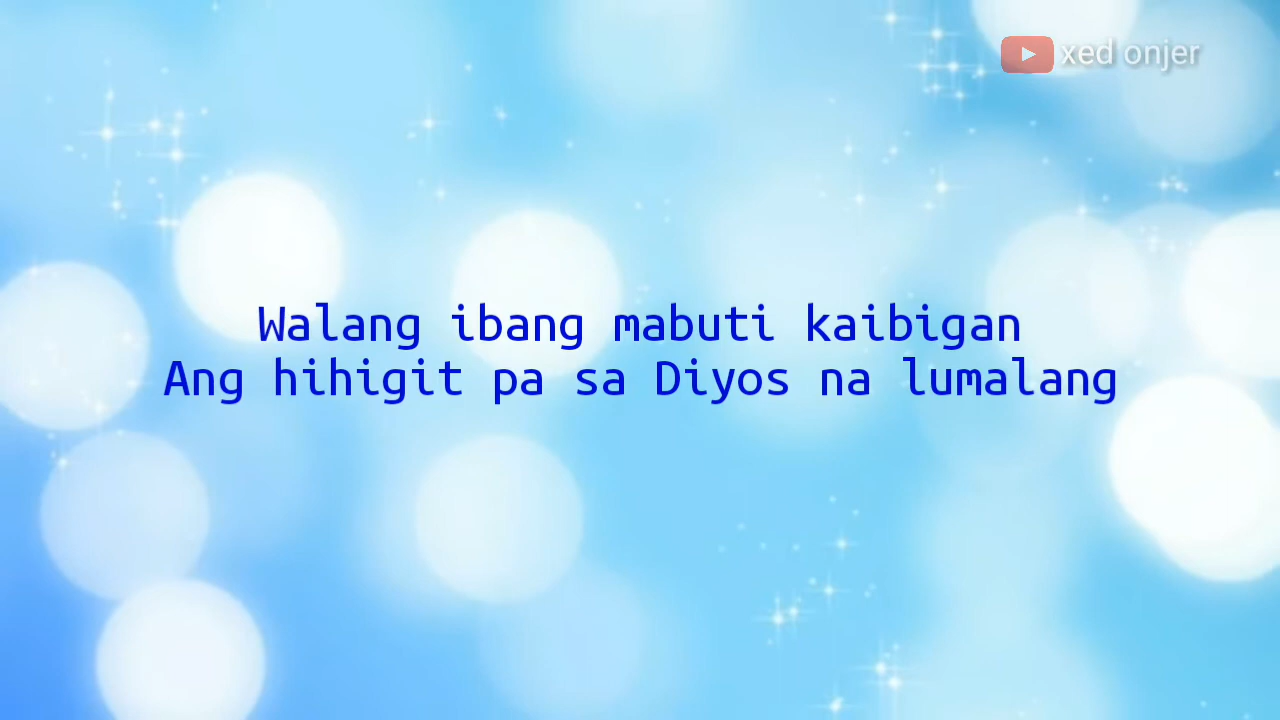 xed onjer
Walang ibang mabuti kaibigan
Ang hihigit pa sa Diyos na lumalang